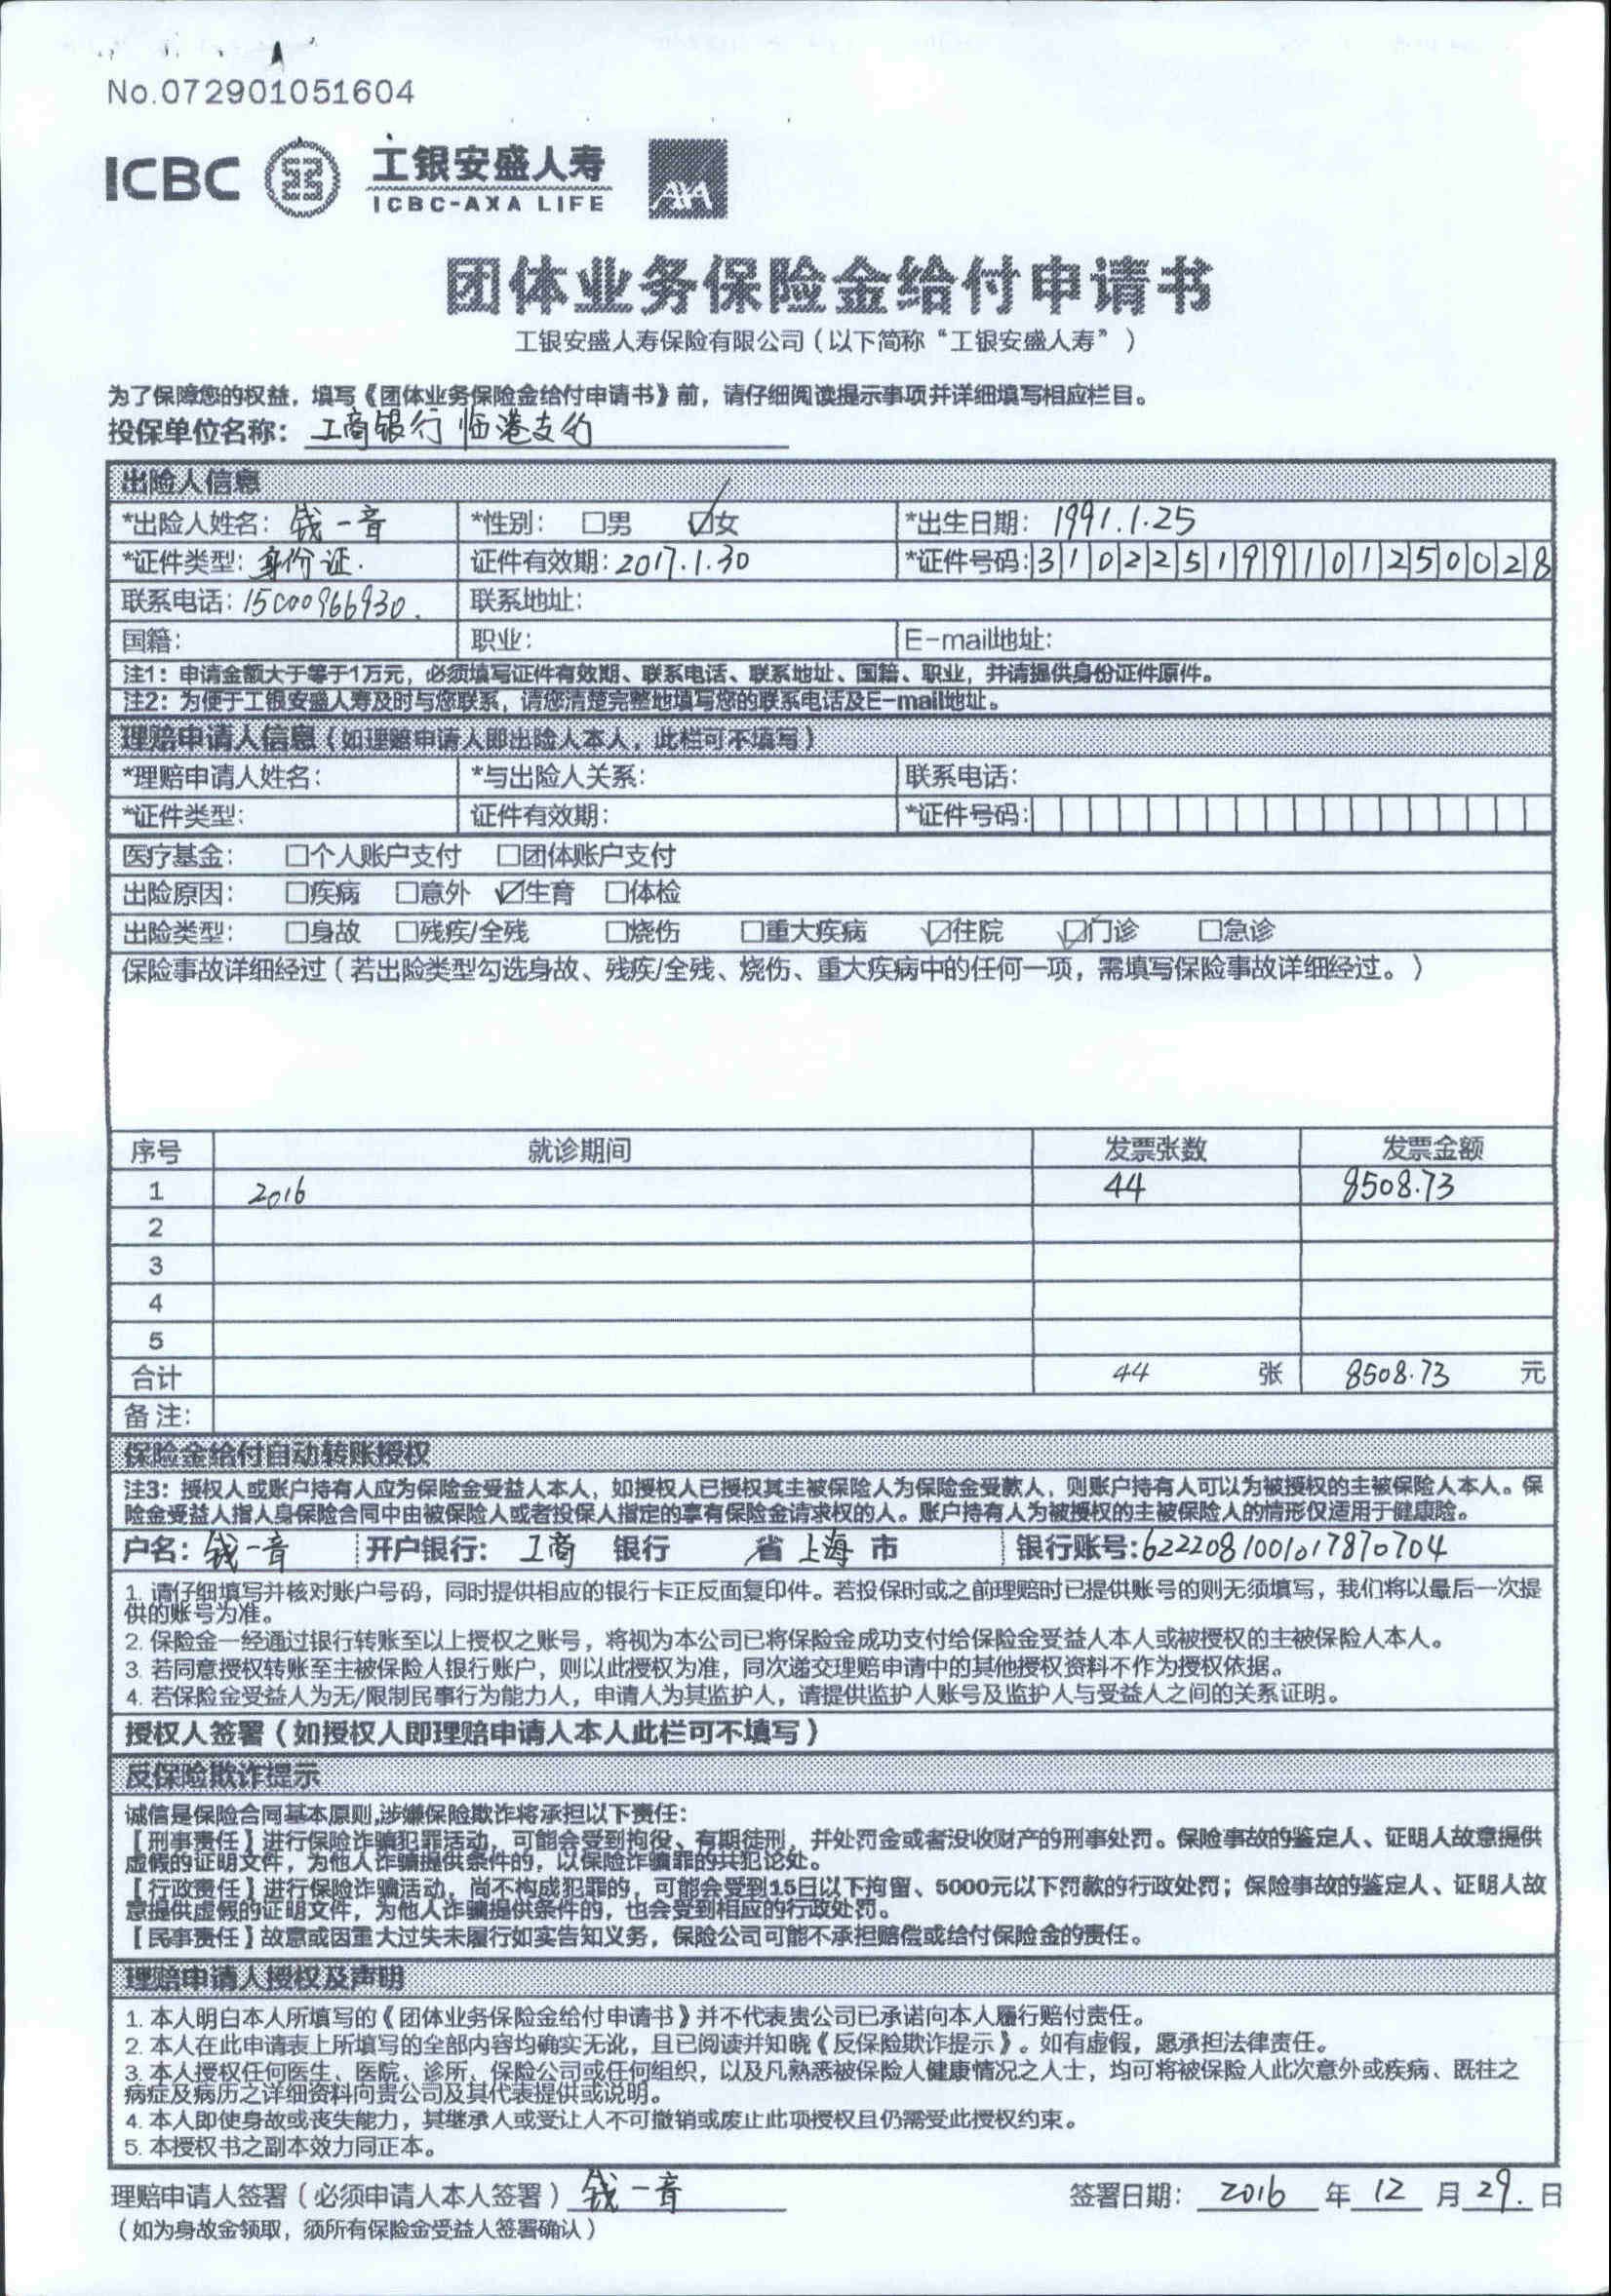 No.072901051604
ICBC 工银安盛人寿 AXA
ICBC-AXA LIFE
团体业务保险金给付申请书
工银安盛人寿保险有限公司(以下简称“工银安盛人寿”)
为了保障您的权益，填写《团体业务保险金给付申请书》前，请仔细阅读提示事项并详细填写相应栏目。
投保单位名称: 工商银行临港支行
出险人信息
*出险人姓名: 钱一音 *性别: □男 ☑女 *出生日期: 1991.1.25
*证件类型: 身份证. 证件有效期: 2017.1.30 *证件号码: 310225199101250028
联系电话: 15000966930. 联系地址:
国籍: 职业: E-mail地址:
注1: 申请金额大于等于1万元，必须填写证件有效期、联系电话、联系地址、国籍、职业，并请提供身份证件原件。
注2: 为便于工银安盛人寿及时与您联系，请您清楚完整地填写您的联系电话及E-mail地址。
理赔申请人信息(如理赔申请人即出险人本人，此栏可不填写)
*理赔申请人姓名: *与出险人关系: 联系电话:
*证件类型: 证件有效期: *证件号码:
医疗基金: □个人账户支付 □团体账户支付
出险原因: □疾病 □意外 ☑生育 □体检
出险类型: □身故 □残疾/全残 □烧伤 □重大疾病 ☑住院 ☑门诊 □急诊
保险事故详细经过(若出险类型勾选身故、残疾/全残、烧伤、重大疾病中的任何一项，需填写保险事故详细经过。)
序号 就诊期间 发票张数 发票金额
1 2016 44 8508.73
2
3
4
5
合计 44 张 8508.73 元
备注:
保险金给付自动转账授权
注3: 授权人或账户持有人应为保险金受益人本人，如授权人已授权其主被保险人为保险金受款人，则账户持有人可以为被授权的主被保险人本人。保
险金受益人指人身保险合同中由被保险人或者投保人指定的享有保险金请求权的人。账户持有人为被授权的主被保险人的情形仅适用于健康险。
户名: 钱一音 开户银行: 工商 银行 省 上海 市 银行账号: 6222081001017870704
1. 请仔细填写并核对账户号码，同时提供相应的银行卡正反面复印件。若投保时或之前理赔时已提供账号的则无须填写，我们将以最后一次提
供的账号为准。
2. 保险金一经通过银行转账至以上授权之账号，将视为本公司已将保险金成功支付给保险金受益人本人或被授权的主被保险人本人。
3. 若同意授权转账至主被保险人银行账户，则以此授权为准，同次递交理赔申请中的其他授权资料不作为授权依据。
4. 若保险金受益人为无/限制民事行为能力人，申请人为其监护人，请提供监护人账号及监护人与受益人之间的关系证明。
授权人签署(如授权人即理赔申请人本人此栏可不填写)
反保险欺诈提示
诚信是保险合同基本原则,涉嫌保险欺诈将承担以下责任:
【刑事责任】进行保险诈骗犯罪活动，可能会受到拘役、有期徒刑，并处罚金或者没收财产的刑事处罚。保险事故的鉴定人、证明人故意提供
虚假的证明文件，为他人诈骗提供条件的，以保险诈骗罪的共犯论处。
【行政责任】进行保险诈骗活动，尚不构成犯罪的，可能会受到15日以下拘留、5000元以下罚款的行政处罚；保险事故的鉴定人、证明人故
意提供虚假的证明文件，为他人诈骗提供条件的，也会受到相应的行政处罚。
【民事责任】故意或因重大过失未履行如实告知义务，保险公司可能不承担赔偿或给付保险金的责任。
理赔申请人授权及声明
1. 本人明白本人所填写的《团体业务保险金给付申请书》并不代表贵公司已承诺向本人履行赔付责任。
2. 本人在此申请表上所填写的全部内容均确实无讹，且已阅读并知晓《反保险欺诈提示》。如有虚假，愿承担法律责任。
3. 本人授权任何医生、医院、诊所、保险公司或任何组织，以及凡熟悉被保险人健康情况之人士，均可将被保险人此次意外或疾病、既往之
病症及病历之详细资料向贵公司及其代表提供或说明。
4. 本人即使身故或丧失能力，其继承人或受让人不可撤销或废止此项授权且仍需受此授权约束。
5. 本授权书之副本效力同正本。
理赔申请人签署(必须申请人本人签署) 钱一音 签署日期: 2016 年 12 月 29. 日
(如为身故金领取，须所有保险金受益人签署确认)